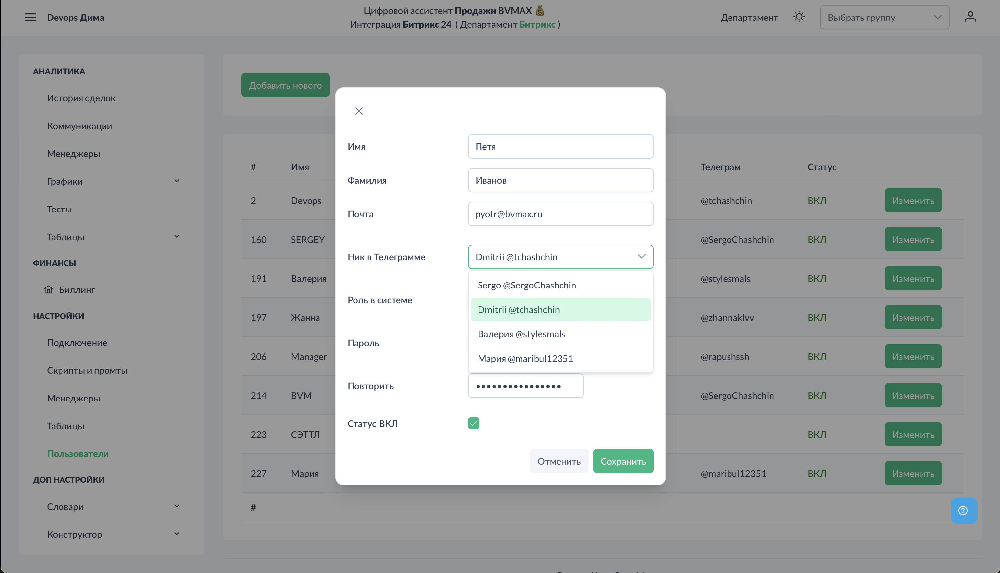 Devops Дима
Цифровой ассистент Продажи BVMAX 💰
Интеграция Битрикс 24 ( Департамент Битрикс )
Департамент
Выбрать группу
АНАЛИТИКА
История сделок
Коммуникации
Менеджеры
Графики
Тесты
Таблицы
ФИНАНСЫ
Биллинг
НАСТРОЙКИ
Подключение
Скрипты и промты
Менеджеры
Таблицы
Пользователи
ДОП НАСТРОЙКИ
Словари
Конструктор
Добавить нового
# Имя Телеграм Статус
2 Devops @tchashchin ВКЛ Изменить
160 SERGEY @SergoChashchin ВКЛ Изменить
191 Валерия @stylesmals ВКЛ Изменить
197 Жанна @zhannaklvv ВКЛ Изменить
206 Manager @rapushssh ВКЛ Изменить
214 BVM @SergoChashchin ВКЛ Изменить
223 СЭТТЛ ВКЛ Изменить
227 Мария @maribul12351 ВКЛ Изменить
#
Имя Петя
Фамилия Иванов
Почта pyotr@bvmax.ru
Ник в Телеграмме Dmitrii @tchashchin
Sergo @SergoChashchin
Dmitrii @tchashchin
Валерия @stylesmals
Мария @maribul12351
Роль в системе
Пароль
Повторить
Статус ВКЛ
Отменить Сохранить